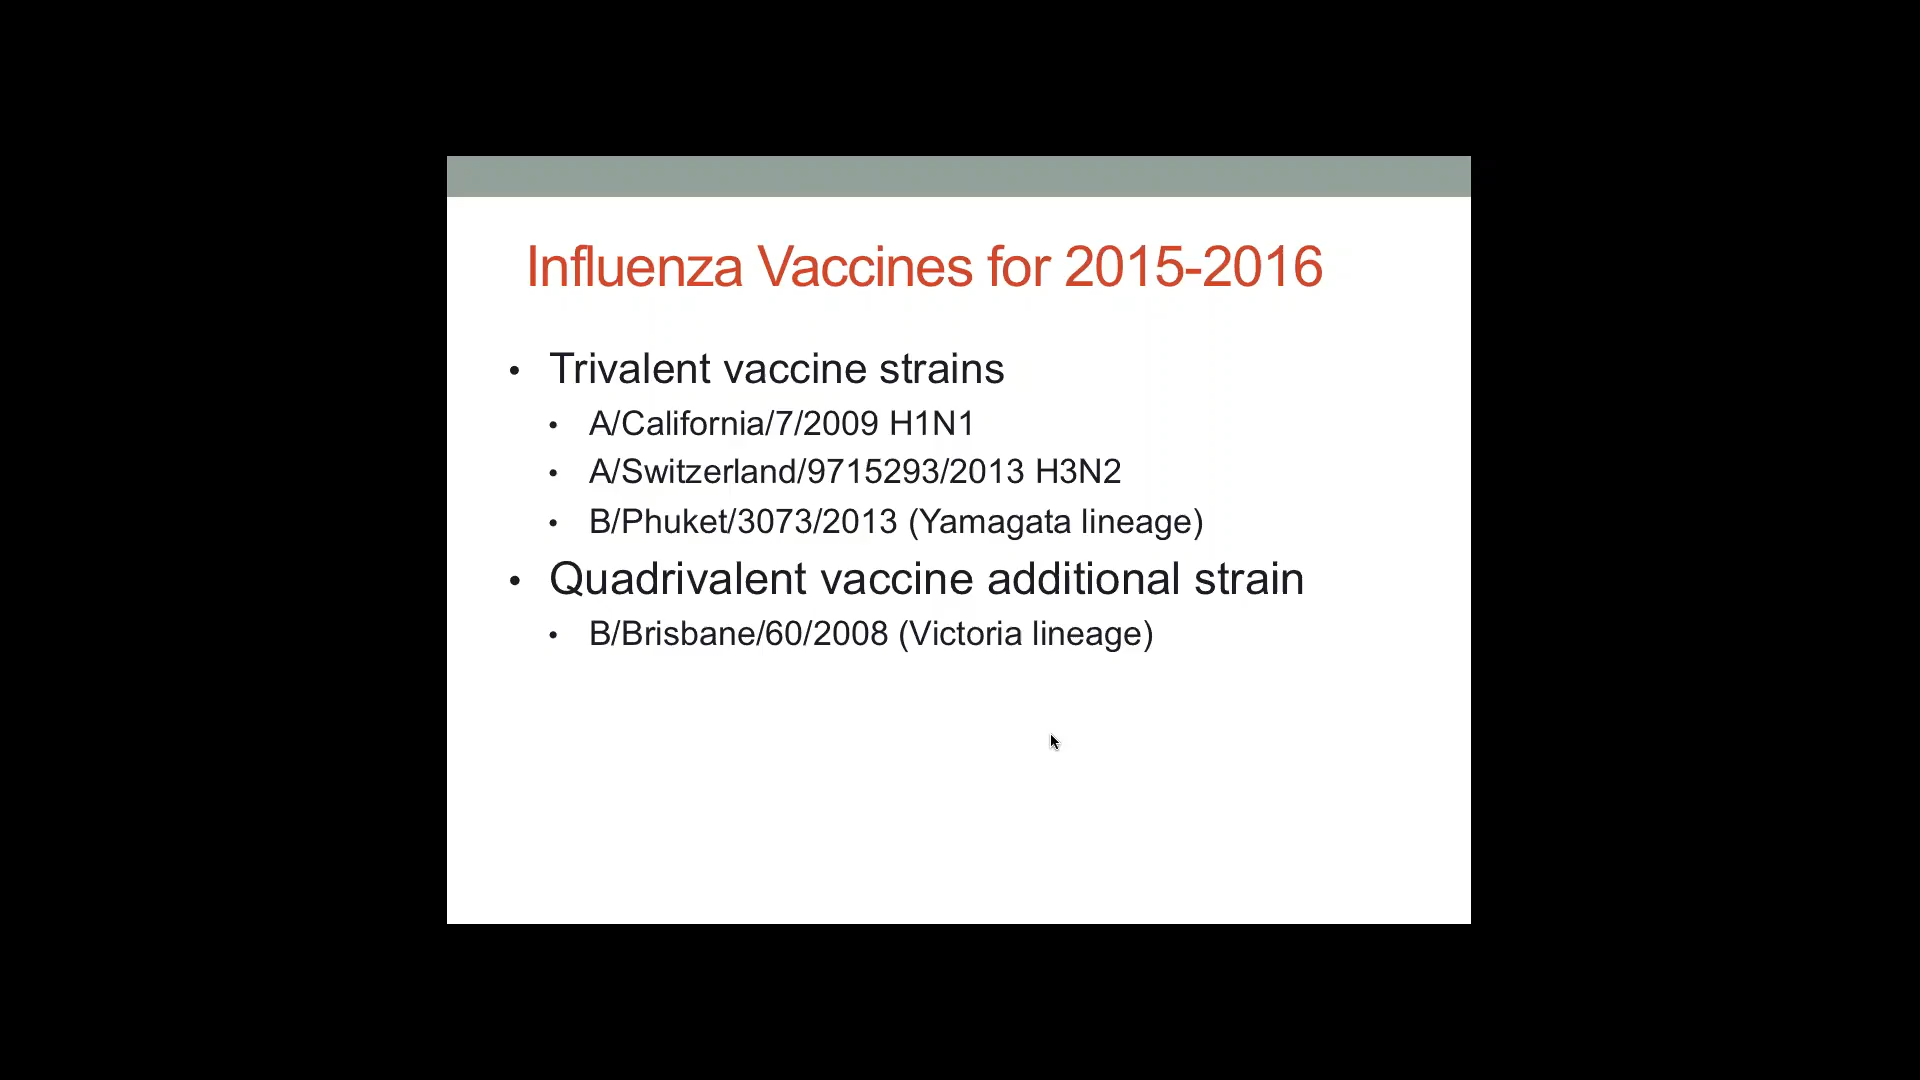 Influenza Vaccines for 2015-2016
• Trivalent vaccine strains
• A/California/7/2009 H1N1
• A/Switzerland/9715293/2013 H3N2
• B/Phuket/3073/2013 (Yamagata lineage)
• Quadrivalent vaccine additional strain
• B/Brisbane/60/2008 (Victoria lineage)